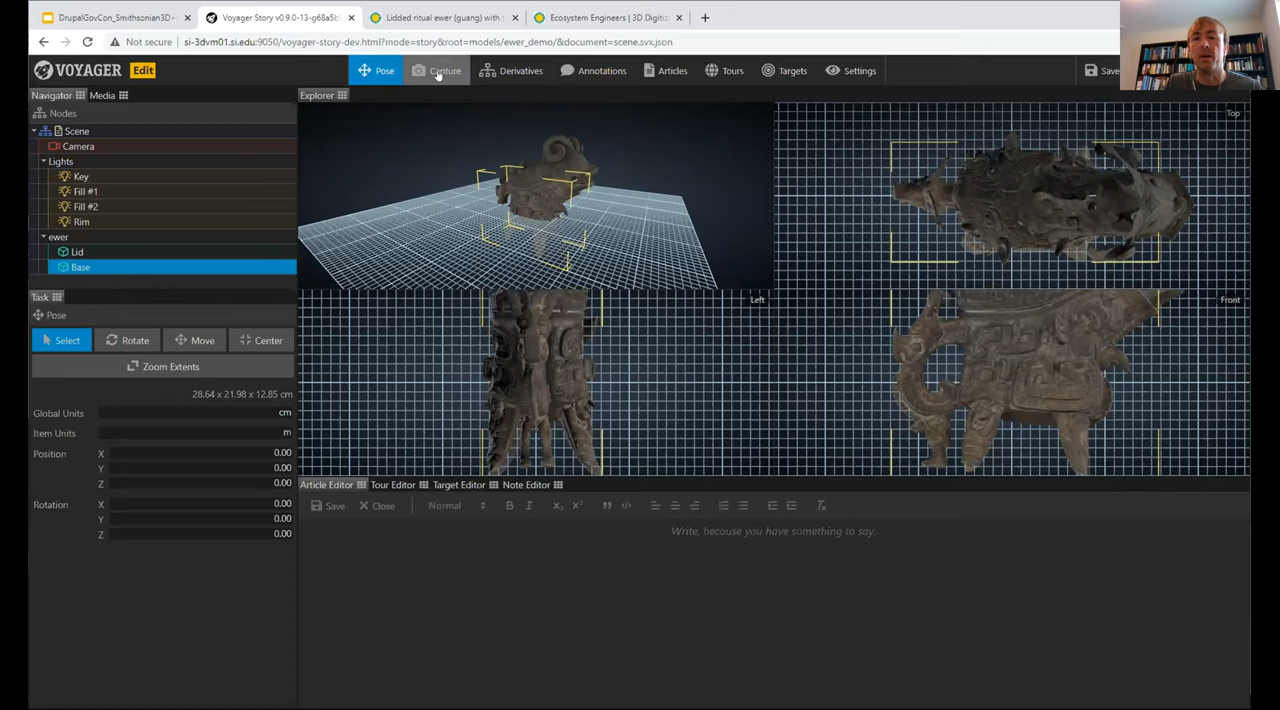 DrupalGovCon_Smithsonian3D
Voyager Story v0.9.0-13-g68a5b
Lidded ritual ewer (guang) with
Ecosystem Engineers | 3D Digiti
Not secure si-3dvm01.si.edu:9050/voyager-story-dev.html?mode=story&root=models/ewer_demo/&document=scene.svx.json
VOYAGER Edit Pose Capture Derivatives Annotations Articles Tours Targets Settings Save
Navigator Media Explorer
Nodes
Scene
Camera
Lights
Key
Fill #1
Fill #2
Rim
ewer
Lid
Base
Top
Left
Front
Task
Pose
Select Rotate Move Center
Zoom Extents
28.64 x 21.98 x 12.85 cm
Global Units cm
Item Units m
Position X 0.00
Y 0.00
Z 0.00
Rotation X 0.00
Y 0.00
Z 0.00
Article Editor Tour Editor Target Editor Note Editor
Save Close Normal B I X₂ X² Tx
Write, because you have something to say.